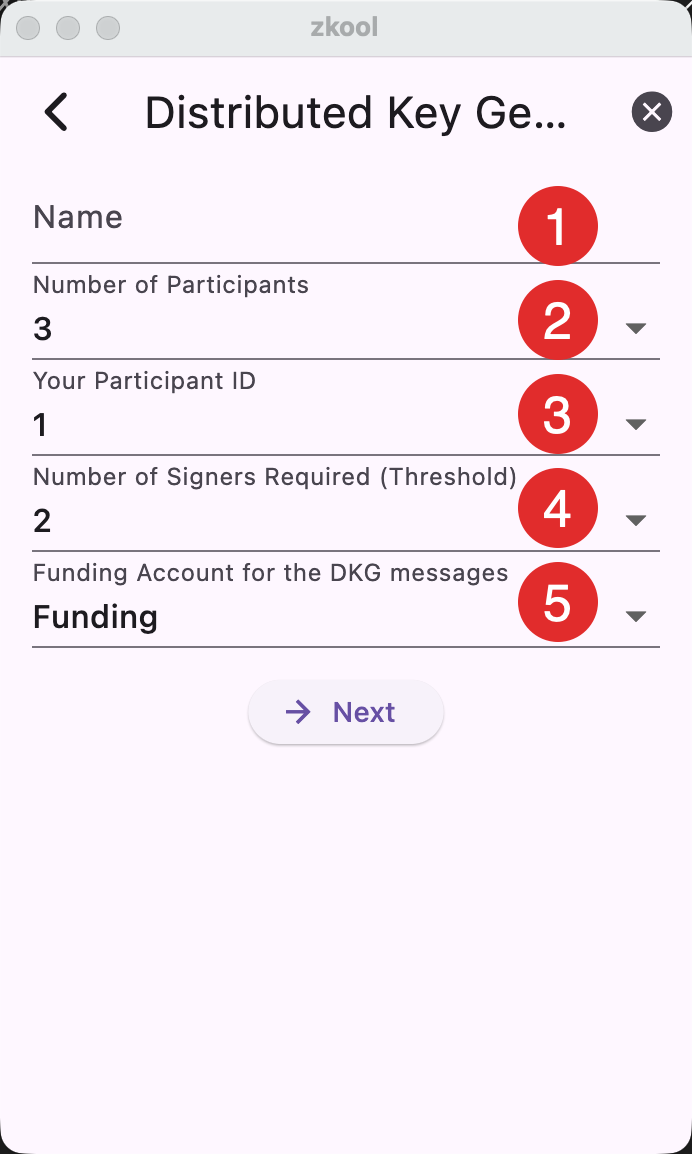 zkool
Distributed Key Ge...
Name
1
Number of Participants
3
2
Your Participant ID
1
3
Number of Signers Required (Threshold)
2
4
Funding Account for the DKG messages
Funding
5
Next